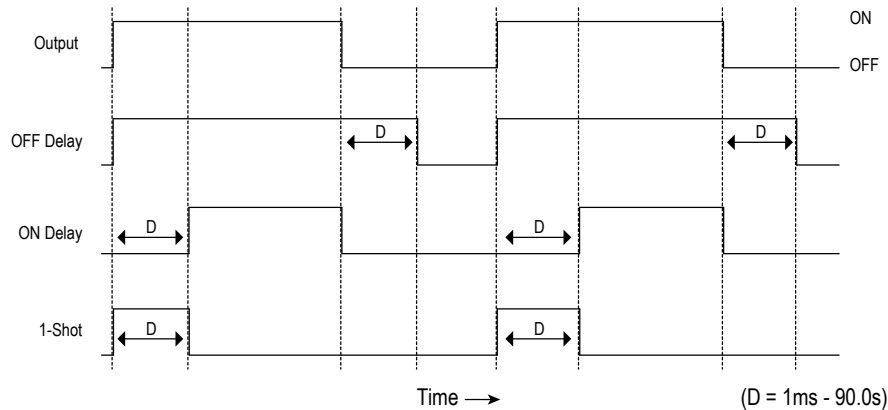 ON
Output
OFF
OFF Delay
D
D
ON Delay
D
D
1-Shot
D
D
Time
(D = 1ms - 90.0s)